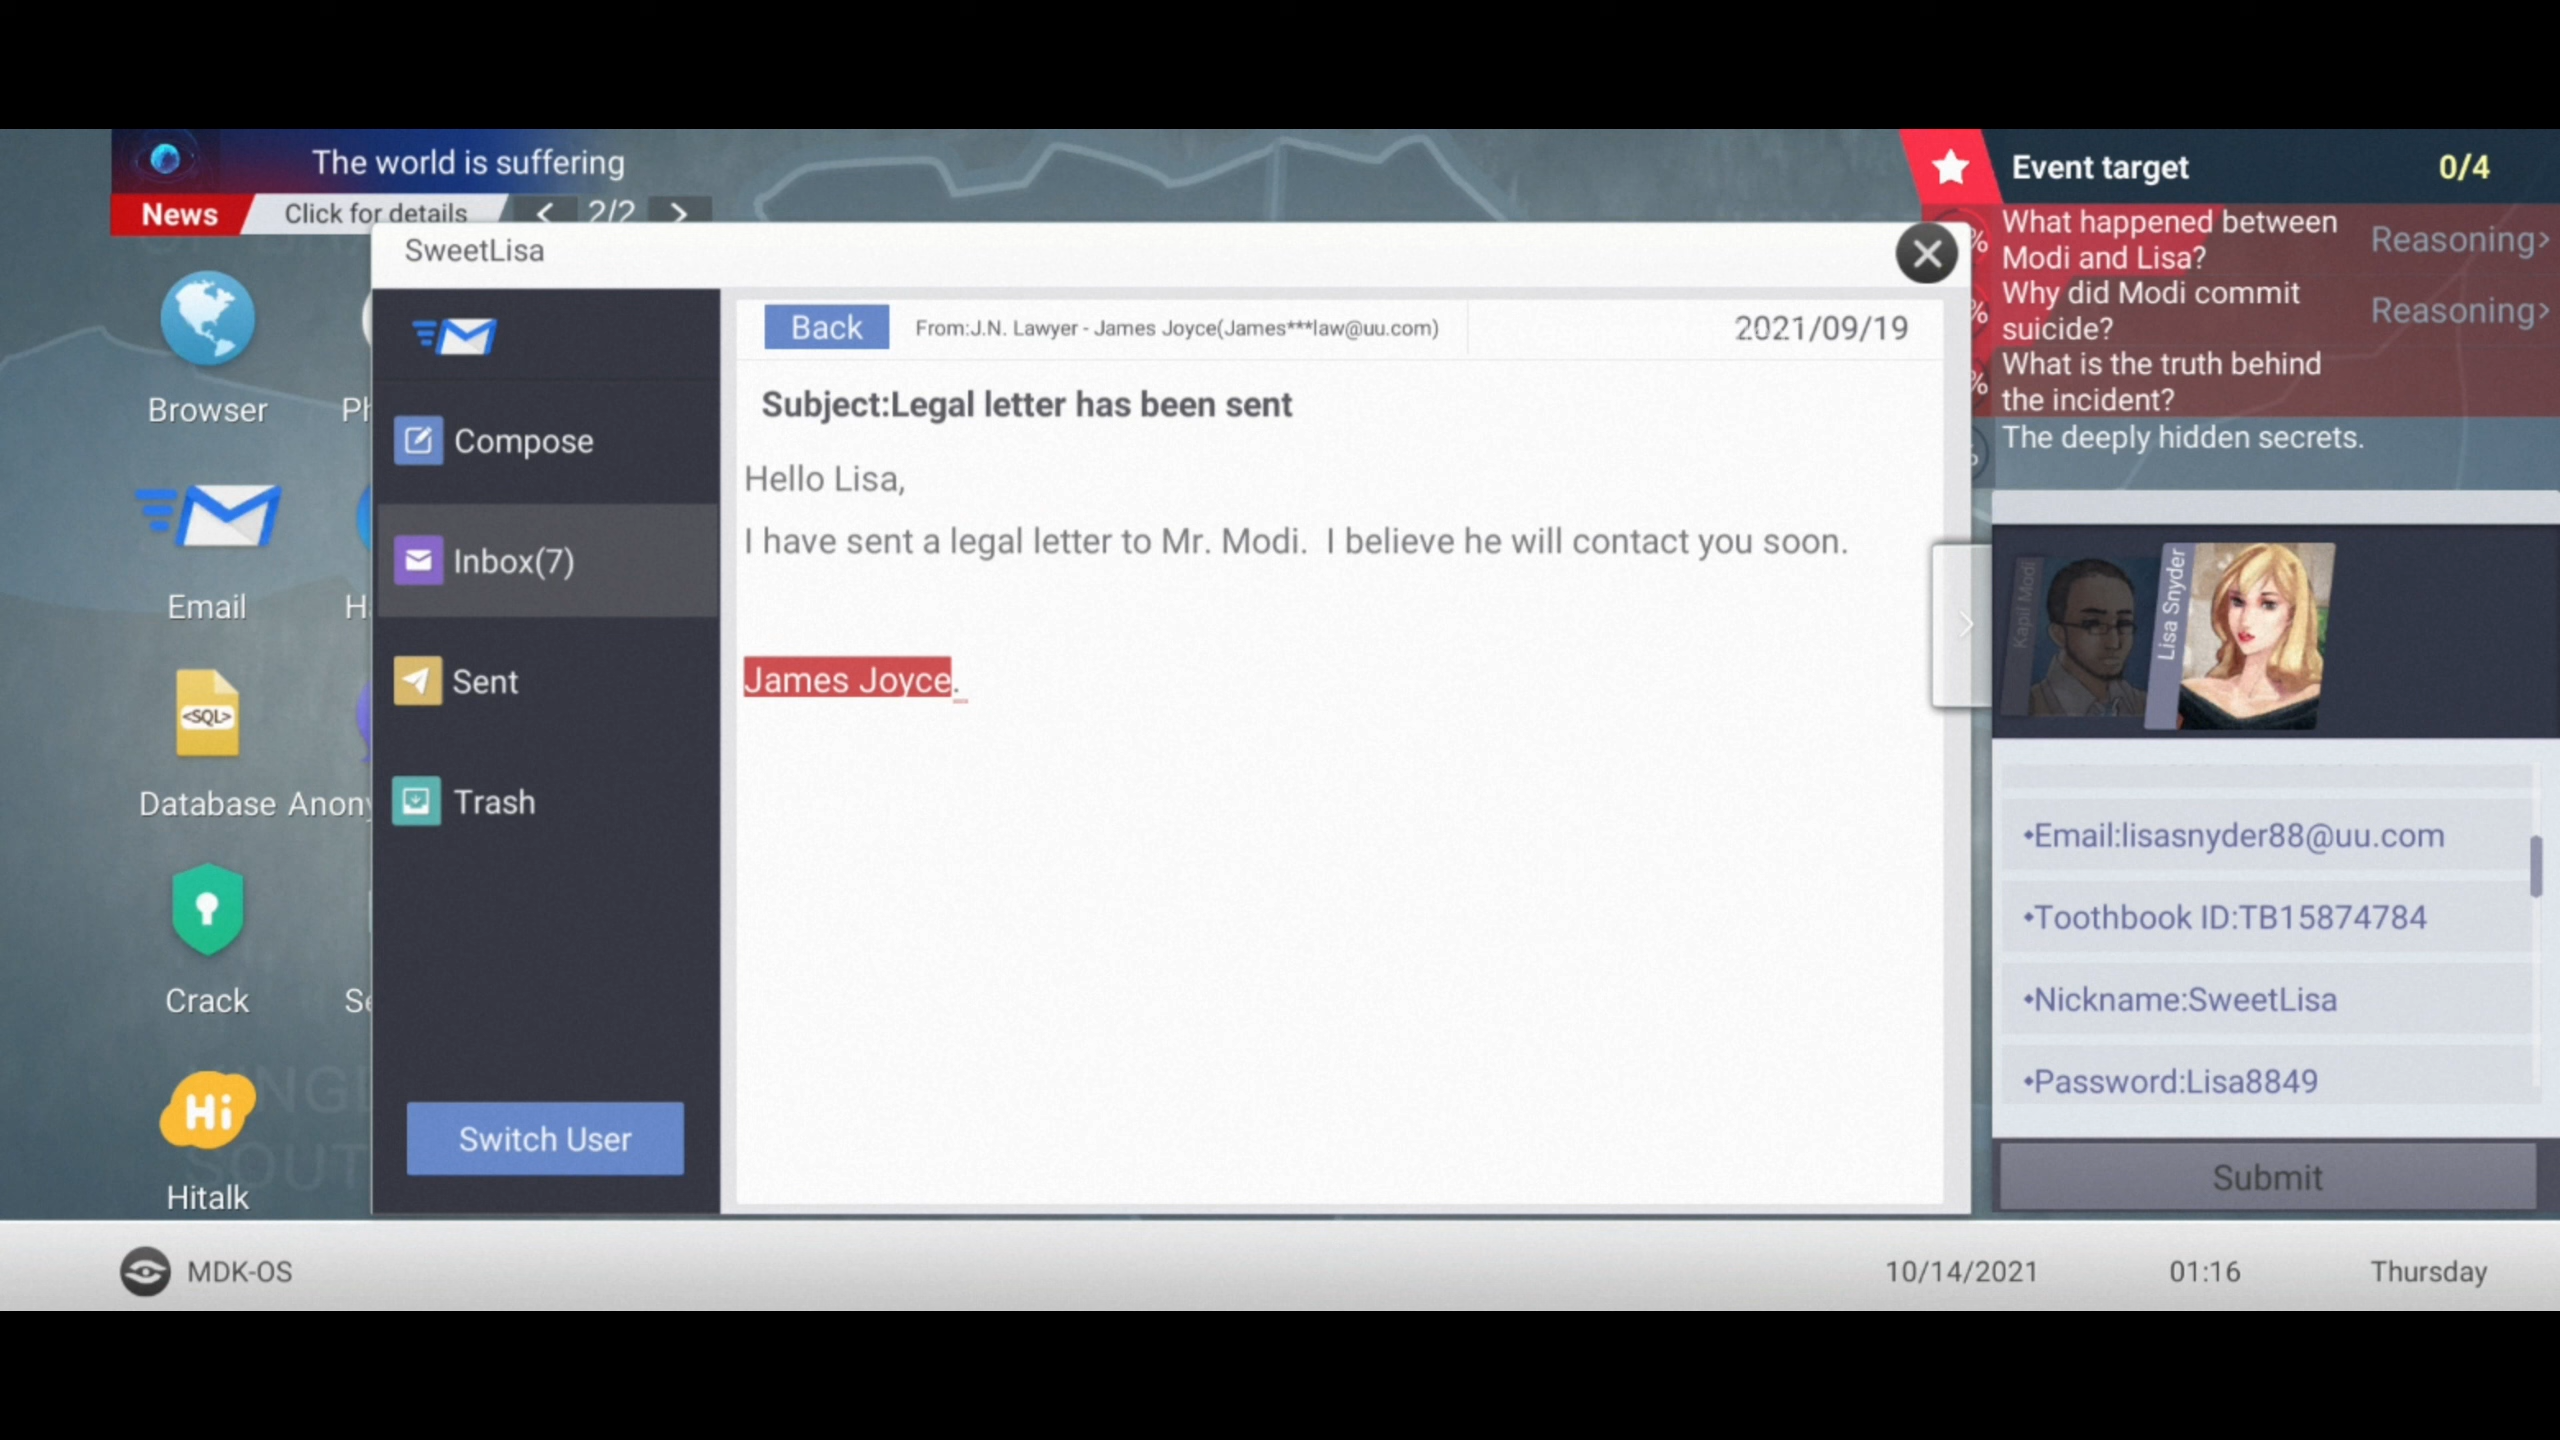 The world is suffering
News
Click for details
2/2
Browser
Email
Database
Anony
Crack
Hitalk
SweetLisa
Compose
Inbox(7)
Sent
Trash
Switch User
Back
From:J.N. Lawyer - James Joyce(James***law@uu.com)
2021/09/19
Subject:Legal letter has been sent
Hello Lisa,
I have sent a legal letter to Mr. Modi.  I believe he will contact you soon.
James Joyce.
Event target
0/4
What happened between
Modi and Lisa?
Reasoning>
Why did Modi commit
suicide?
Reasoning>
What is the truth behind
the incident?
The deeply hidden secrets.
Kapil Modi
Lisa Snyder
•Email:lisasnyder88@uu.com
•Toothbook ID:TB15874784
•Nickname:SweetLisa
•Password:Lisa8849
Submit
MDK-OS
10/14/2021
01:16
Thursday